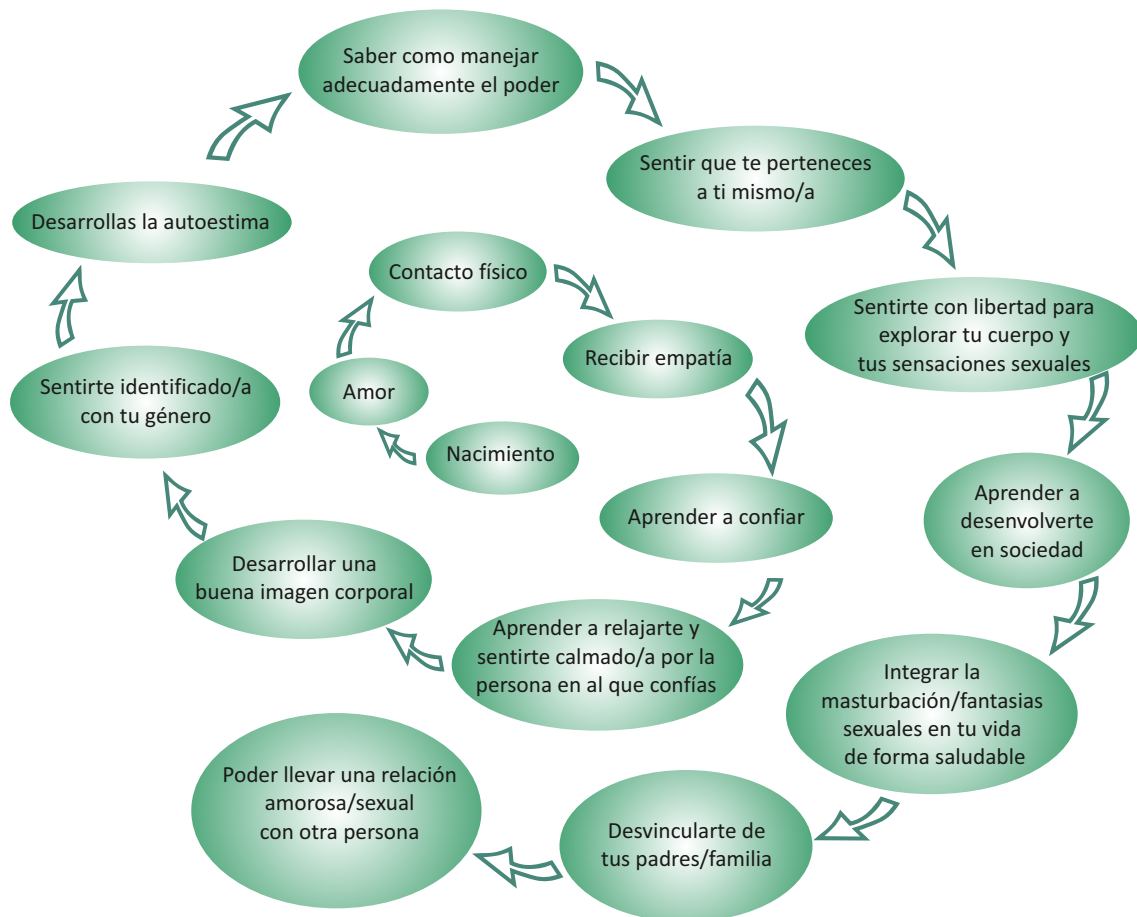 Saber como manejar
adecuadamente el poder
Sentir que te perteneces
a ti mismo/a
Desarrollas la autoestima
Contacto físico
Sentirte con libertad para
explorar tu cuerpo y
tus sensaciones sexuales
Recibir empatía
Sentirte identificado/a
con tu género
Amor
Nacimiento
Aprender a confiar
Aprender a
desenvolverte
en sociedad
Desarrollar una
buena imagen corporal
Aprender a relajarte y
sentirte calmado/a por la
persona en al que confías
Integrar la
masturbación/fantasias
sexuales en tu vida
de forma saludable
Poder llevar una relación
amorosa/sexual
con otra persona
Desvincularte de
tus padres/familia